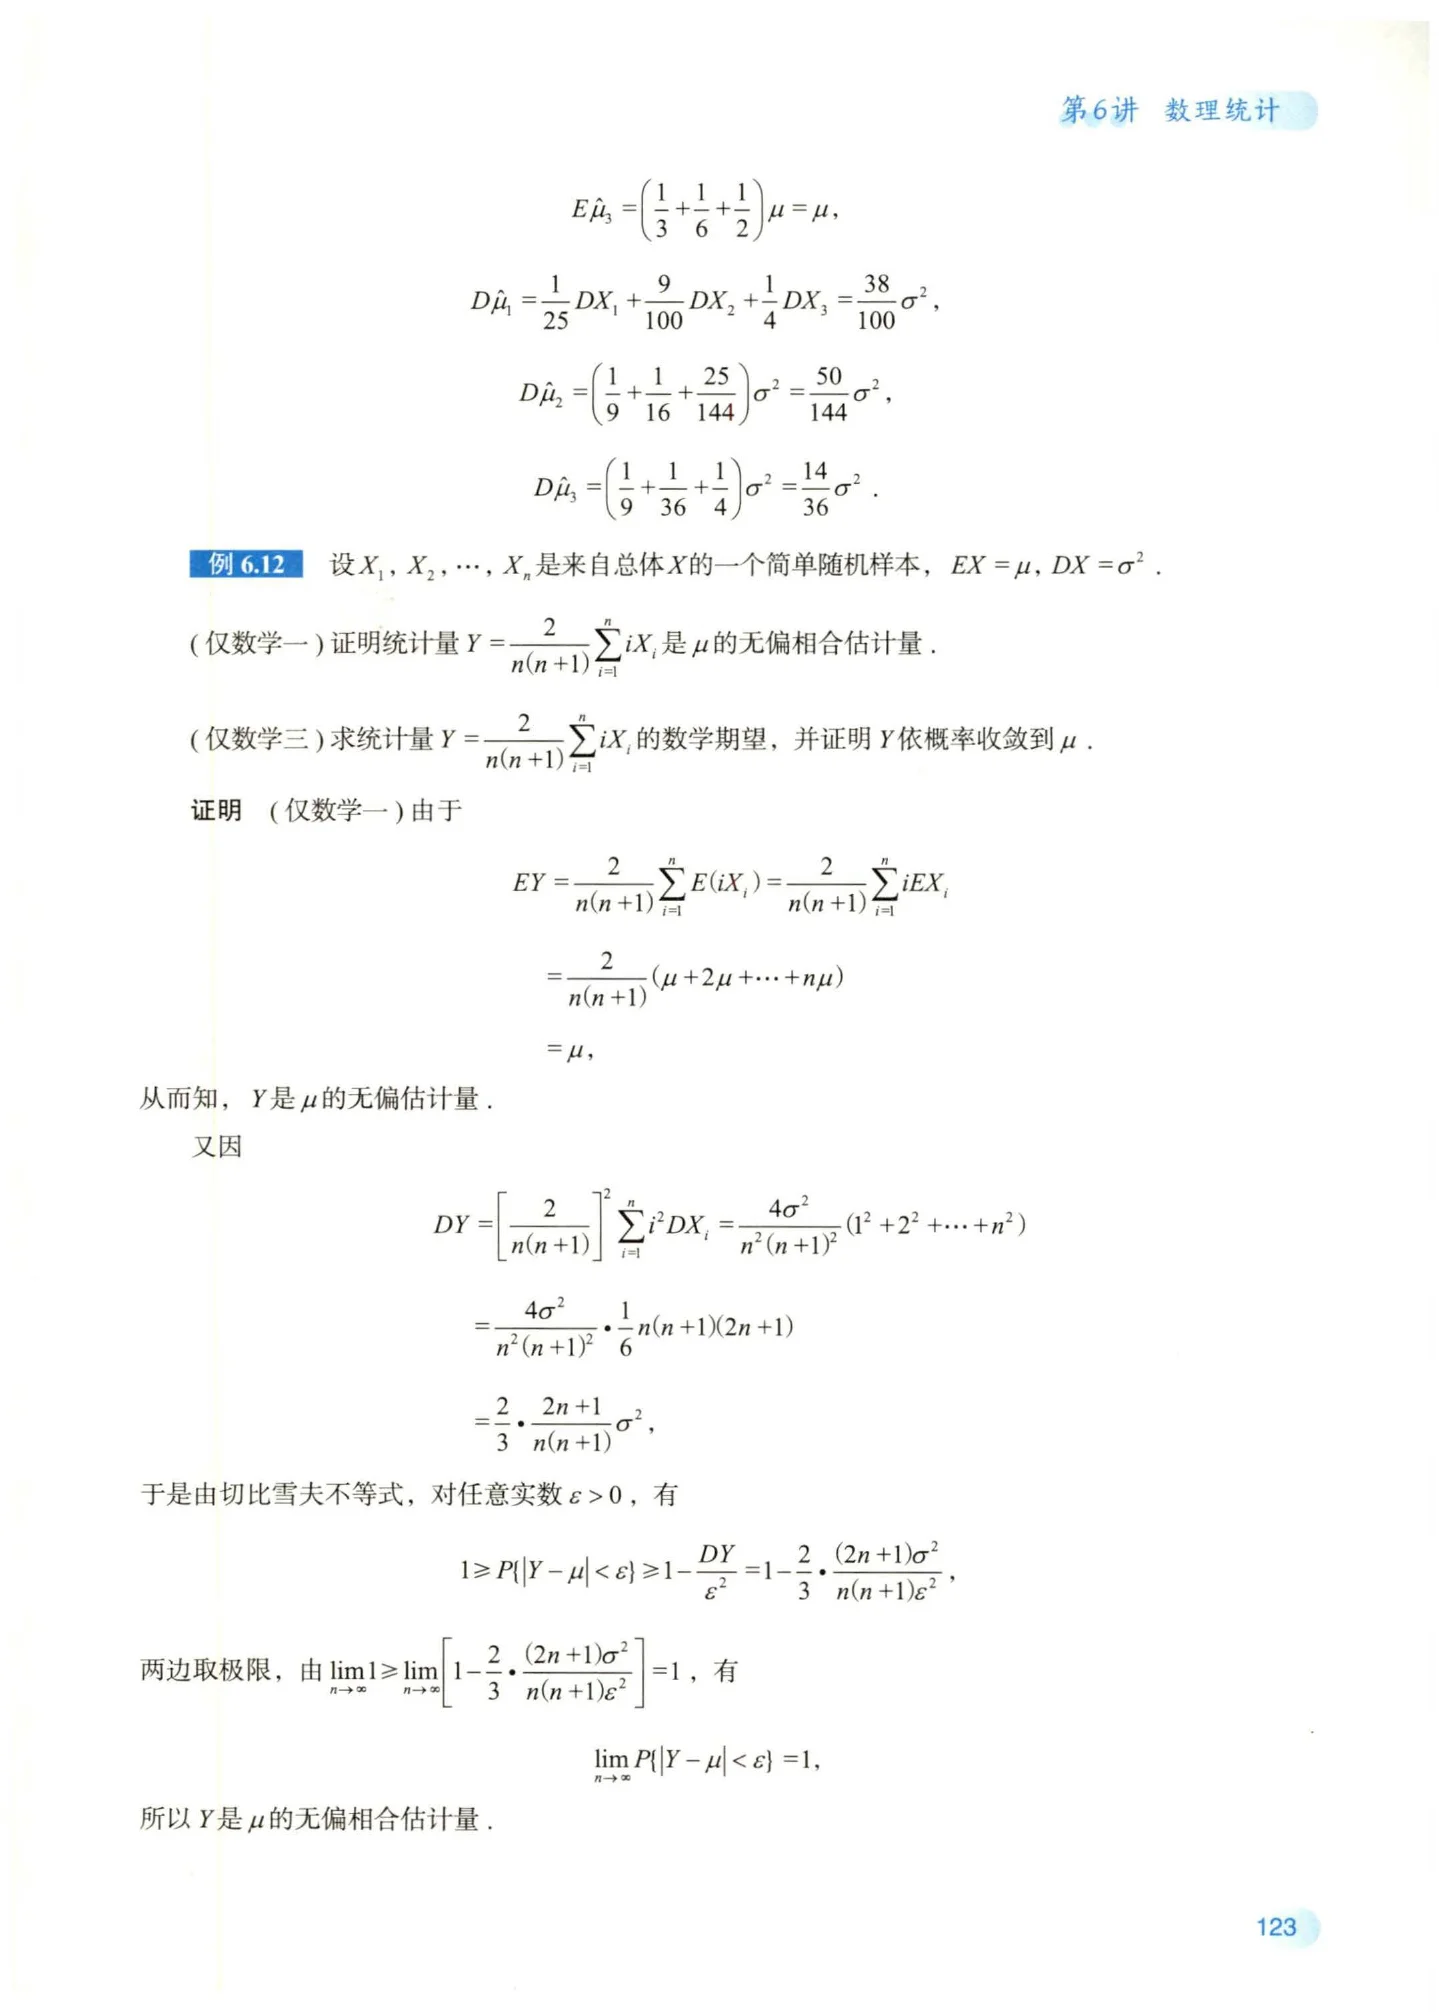 第6讲 数理统计
$E\hat{\mu}_3=\left(\frac{1}{3}+\frac{1}{6}+\frac{1}{2}\right)\mu=\mu,$
$D\hat{\mu}_1=\frac{1}{25}DX_1+\frac{9}{100}DX_2+\frac{1}{4}DX_3=\frac{38}{100}\sigma^2,$
$D\hat{\mu}_2=\left(\frac{1}{9}+\frac{1}{16}+\frac{25}{144}\right)\sigma^2=\frac{50}{144}\sigma^2,$
$D\hat{\mu}_3=\left(\frac{1}{9}+\frac{1}{36}+\frac{1}{4}\right)\sigma^2=\frac{14}{36}\sigma^2.$
例 6.12 设$X_1, X_2, \cdots, X_n$是来自总体$X$的一个简单随机样本，$EX=\mu, DX=\sigma^2$.
(仅数学一)证明统计量$Y=\frac{2}{n(n+1)}\sum_{i=1}^{n}iX_i$是$\mu$的无偏相合估计量.
(仅数学三)求统计量$Y=\frac{2}{n(n+1)}\sum_{i=1}^{n}iX_i$的数学期望，并证明$Y$依概率收敛到$\mu$.
证明 (仅数学一)由于
$EY=\frac{2}{n(n+1)}\sum_{i=1}^{n}E(iX_i)=\frac{2}{n(n+1)}\sum_{i=1}^{n}iEX_i$
$=\frac{2}{n(n+1)}(\mu+2\mu+\cdots+n\mu)$
$=\mu,$
从而知，$Y$是$\mu$的无偏估计量.
又因
$DY=\left[\frac{2}{n(n+1)}\right]^2\sum_{i=1}^{n}i^2DX_i=\frac{4\sigma^2}{n^2(n+1)^2}(1^2+2^2+\cdots+n^2)$
$=\frac{4\sigma^2}{n^2(n+1)^2}\cdot\frac{1}{6}n(n+1)(2n+1)$
$=\frac{2}{3}\cdot\frac{2n+1}{n(n+1)}\sigma^2,$
于是由切比雪夫不等式，对任意实数$\varepsilon>0$，有
$1\geqslant P\{|Y-\mu|<\varepsilon\}\geqslant 1-\frac{DY}{\varepsilon^2}=1-\frac{2}{3}\cdot\frac{(2n+1)\sigma^2}{n(n+1)\varepsilon^2},$
两边取极限，由$\lim_{n\to\infty}1\geqslant\lim_{n\to\infty}\left[1-\frac{2}{3}\cdot\frac{(2n+1)\sigma^2}{n(n+1)\varepsilon^2}\right]=1$，有
$\lim_{n\to\infty}P\{|Y-\mu|<\varepsilon\}=1,$
所以$Y$是$\mu$的无偏相合估计量.
123